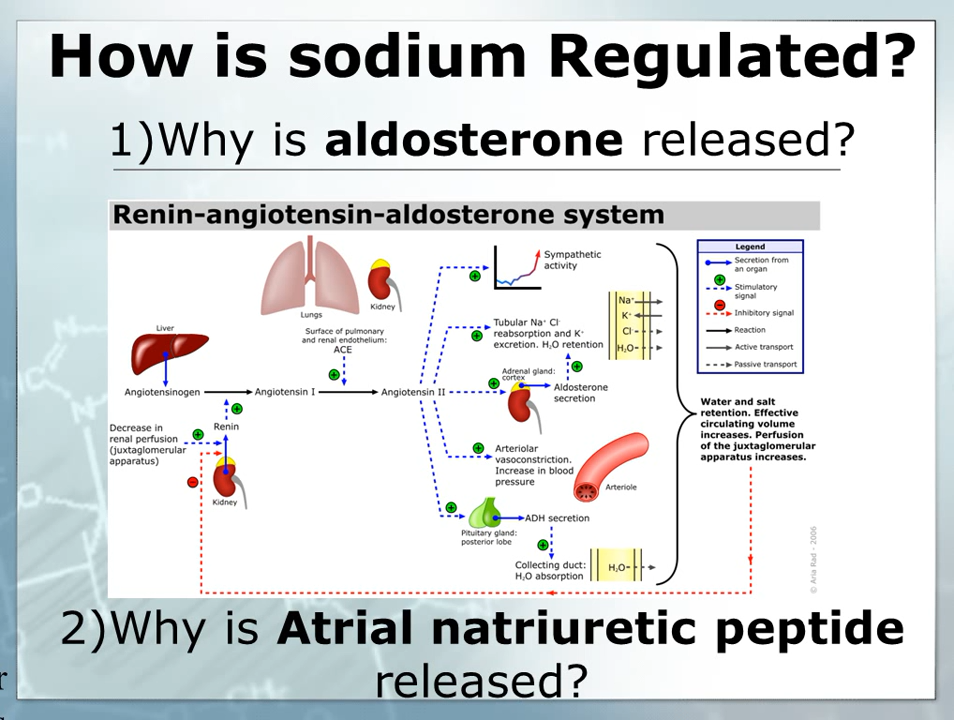 How is sodium Regulated?
1)Why is aldosterone released?
Renin-angiotensin-aldosterone system
Lungs
Kidney
Surface of pulmonary
and renal endothelium:
ACE
Liver
Angiotensinogen
Angiotensin I
Angiotensin II
Decrease in
renal perfusion
(juxtaglomerular
apparatus)
Renin
Kidney
Sympathetic
activity
Tubular Na⁺ Cl⁻
reabsorption and K⁺
excretion. H₂O retention
Na⁺
K⁺
Cl⁻
H₂O
Adrenal gland:
cortex
Aldosterone
secretion
Arteriolar
vasoconstriction.
Increase in blood
pressure
Arteriole
Pituitary gland:
posterior lobe
ADH secretion
Collecting duct:
H₂O absorption
H₂O
Legend
Secretion from
an organ
Stimulatory
signal
Inhibitory signal
Reaction
Active transport
Passive transport
Water and salt
retention. Effective
circulating volume
increases. Perfusion
of the juxtaglomerular
apparatus increases.
© Aria Rad - 2006
2)Why is Atrial natriuretic peptide
released?